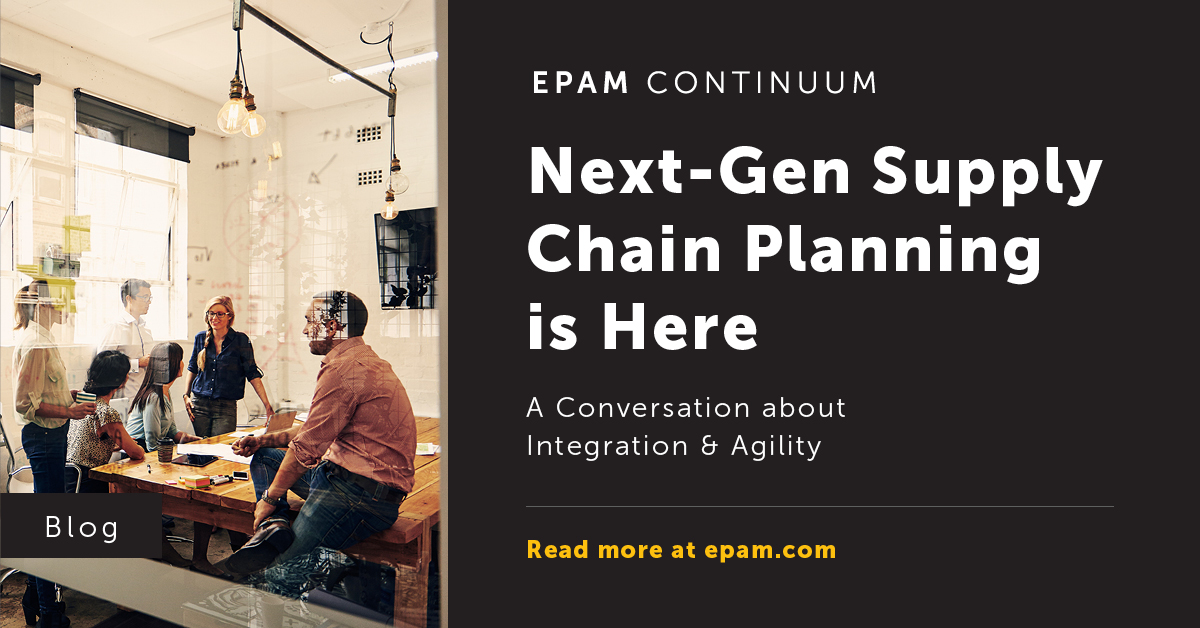 EPAM CONTINUUM
Next-Gen Supply
Chain Planning
is Here
A Conversation about
Integration & Agility
Read more at epam.com
Blog